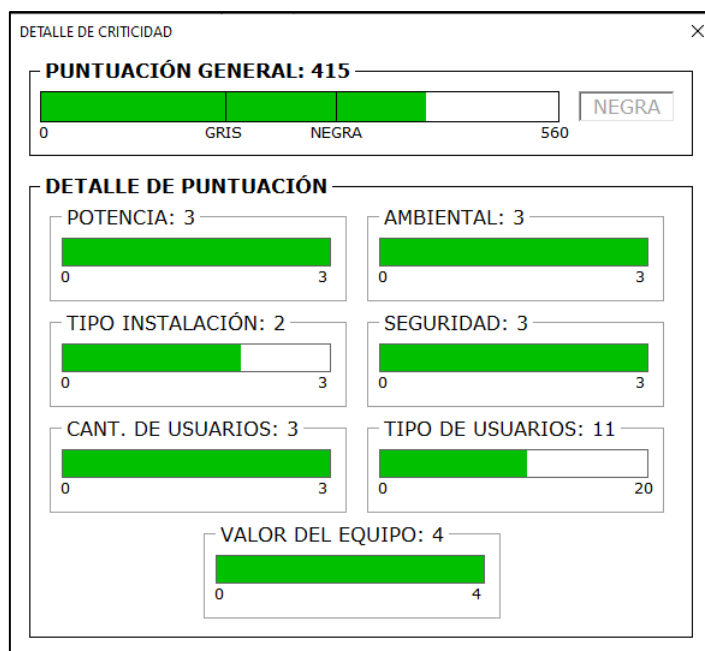 DETALLE DE CRITICIDAD
PUNTUACIÓN GENERAL: 415
0 GRIS NEGRA 560
NEGRA
DETALLE DE PUNTUACIÓN
POTENCIA: 3
0 3
AMBIENTAL: 3
0 3
TIPO INSTALACIÓN: 2
0 3
SEGURIDAD: 3
0 3
CANT. DE USUARIOS: 3
0 3
TIPO DE USUARIOS: 11
0 20
VALOR DEL EQUIPO: 4
0 4